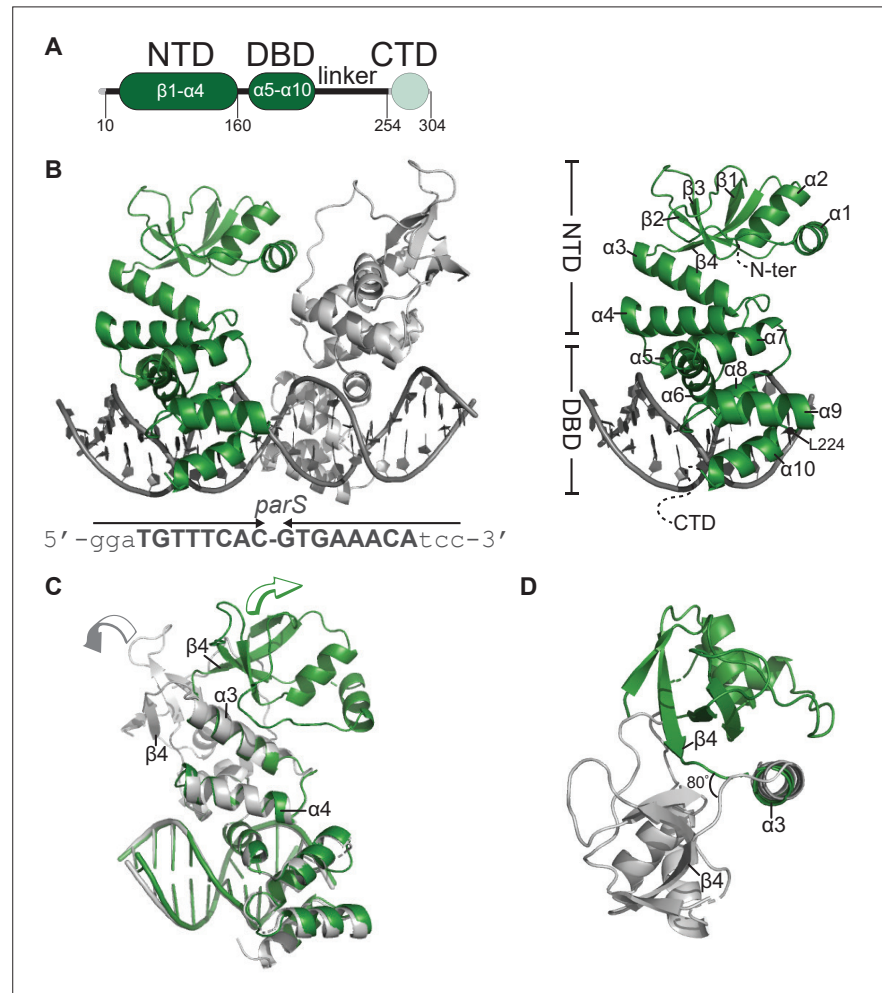 A
NTD DBD CTD
linker
β1-α4 α5-α10
10 160 254 304
B
parS
5'-ggaTGTTTCAC-GTGAAACAtcc-3'
NTD
DBD
β1
β3
α2
β2
α1
α3
β4
N-ter
α4
α7
α5
α8
α6
α9
L224
α10
CTD
C
β4
α3
β4
α4
D
β4
80°
α3
β4